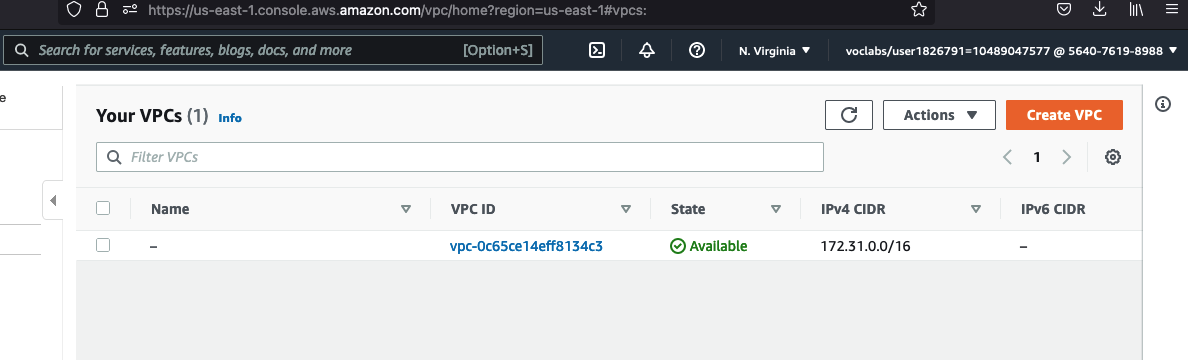 https://us-east-1.console.aws.amazon.com/vpc/home?region=us-east-1#vpcs:
Search for services, features, blogs, docs, and more [Option+S] N. Virginia voclabs/user1826791=10489047577 @ 5640-7619-8988
e
Your VPCs (1) Info Actions Create VPC
Filter VPCs 1
Name VPC ID State IPv4 CIDR IPv6 CIDR
– vpc-0c65ce14eff8134c3 Available 172.31.0.0/16 –